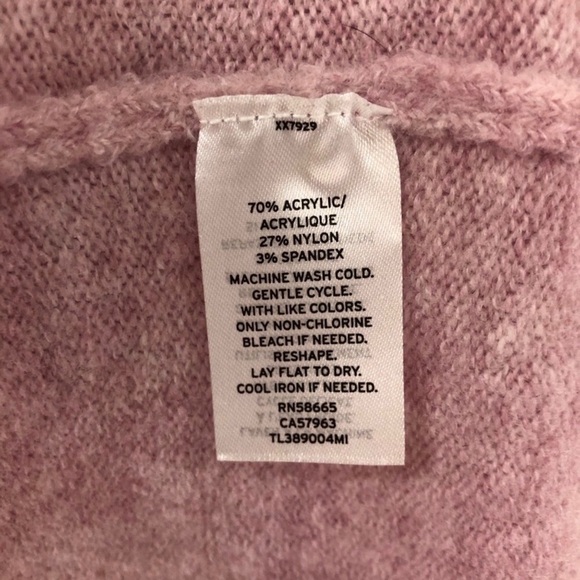 XX7929
70% ACRYLIC/
ACRYLIQUE
27% NYLON
3% SPANDEX
MACHINE WASH COLD.
GENTLE CYCLE.
WITH LIKE COLORS.
ONLY NON-CHLORINE
BLEACH IF NEEDED.
RESHAPE.
LAY FLAT TO DRY.
COOL IRON IF NEEDED.
RN58665
CA57963
TL389004MI